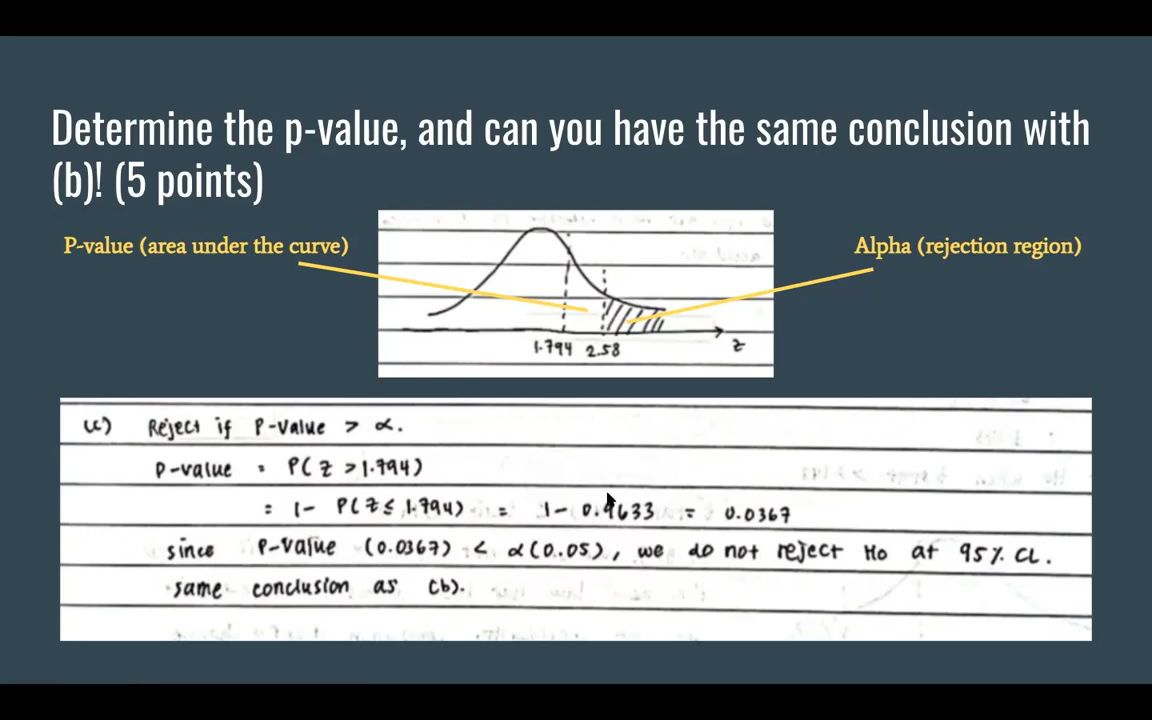 Determine the p-value, and can you have the same conclusion with
(b)! (5 points)
P-value (area under the curve)
Alpha (rejection region)
1.794 2.58 z
(c) Reject if P-value > α.
P-value = P(Z > 1.794)
= 1- P(Z ≤ 1.794) = 1- 0.9633 = 0.0367
since P-value (0.0367) < α(0.05), we do not reject Ho at 95% CL.
same conclusion as (b).